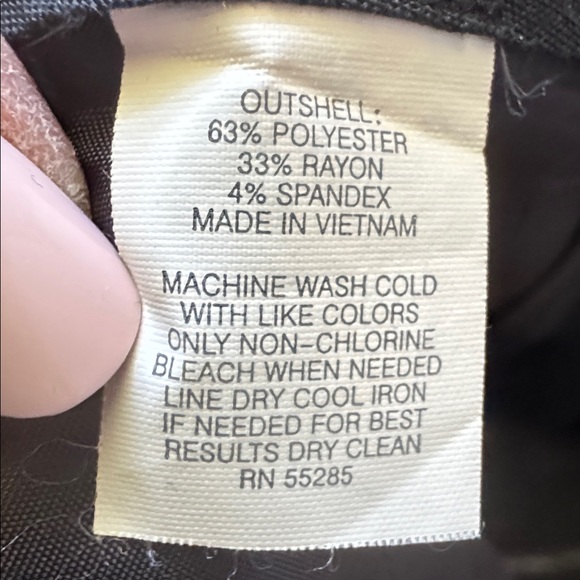 OUTSHELL:
63% POLYESTER
33% RAYON
4% SPANDEX
MADE IN VIETNAM
MACHINE WASH COLD
WITH LIKE COLORS
ONLY NON-CHLORINE
BLEACH WHEN NEEDED
LINE DRY COOL IRON
IF NEEDED FOR BEST
RESULTS DRY CLEAN
RN 55285